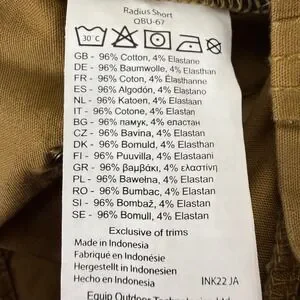 Radius Short
QBU-67
30°C
GB - 96% Cotton, 4% Elastane
DE - 96% Baumwolle, 4% Elasthan
FR - 96% Coton, 4% Élasthanne
ES - 96% Algodón, 4% Elastano
NL - 96% Katoen, 4% Elastaan
IT - 96% Cotone, 4% Elastan
BG - 96% памук, 4% еластан
CZ - 96% Bavina, 4% Elastan
DK - 96% Bomuld, 4% Elasthan
FI - 96% Puuvilla, 4% Elastaani
GR - 96% βαμβάκι, 4% ελαστίνη
PL - 96% Bawełna, 4% Elastan
RO - 96% Bumbac, 4% Elastan
SI - 96% Bombaž, 4% Elastan
SE - 96% Bomull, 4% Elastan
Exclusive of trims
Made in Indonesia
Fabriqué en Indonésie
Hergestellt in Indonesien
Hecho en Indonesia INK22 JA
Equip Outdoor